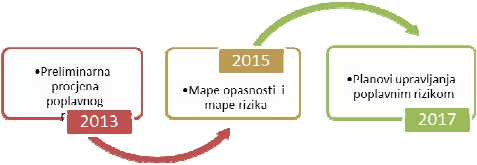 •Preliminarna
procjena
poplavnog
2013
2015
•Mape opasnosti i
mape rizika
•Planovi upravljanja
poplavnim rizikom
2017